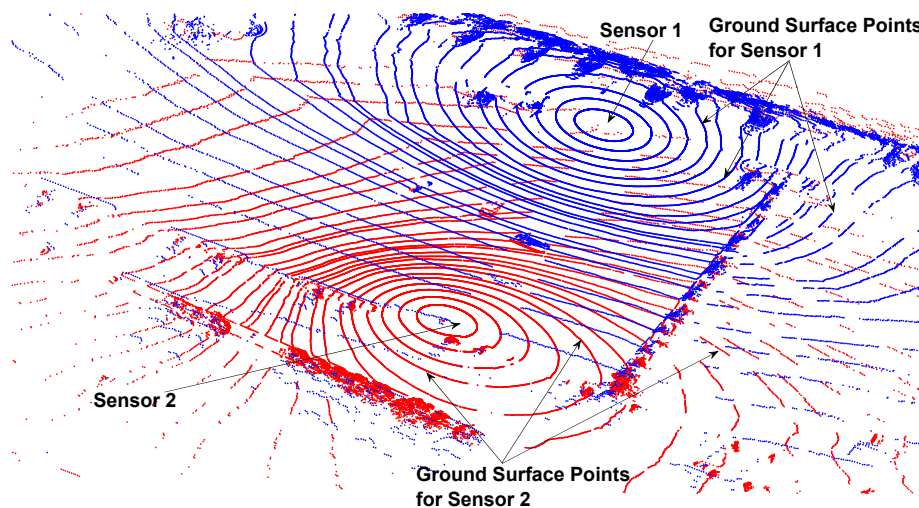 Sensor 1
Ground Surface Points
for Sensor 1
Sensor 2
Ground Surface Points
for Sensor 2